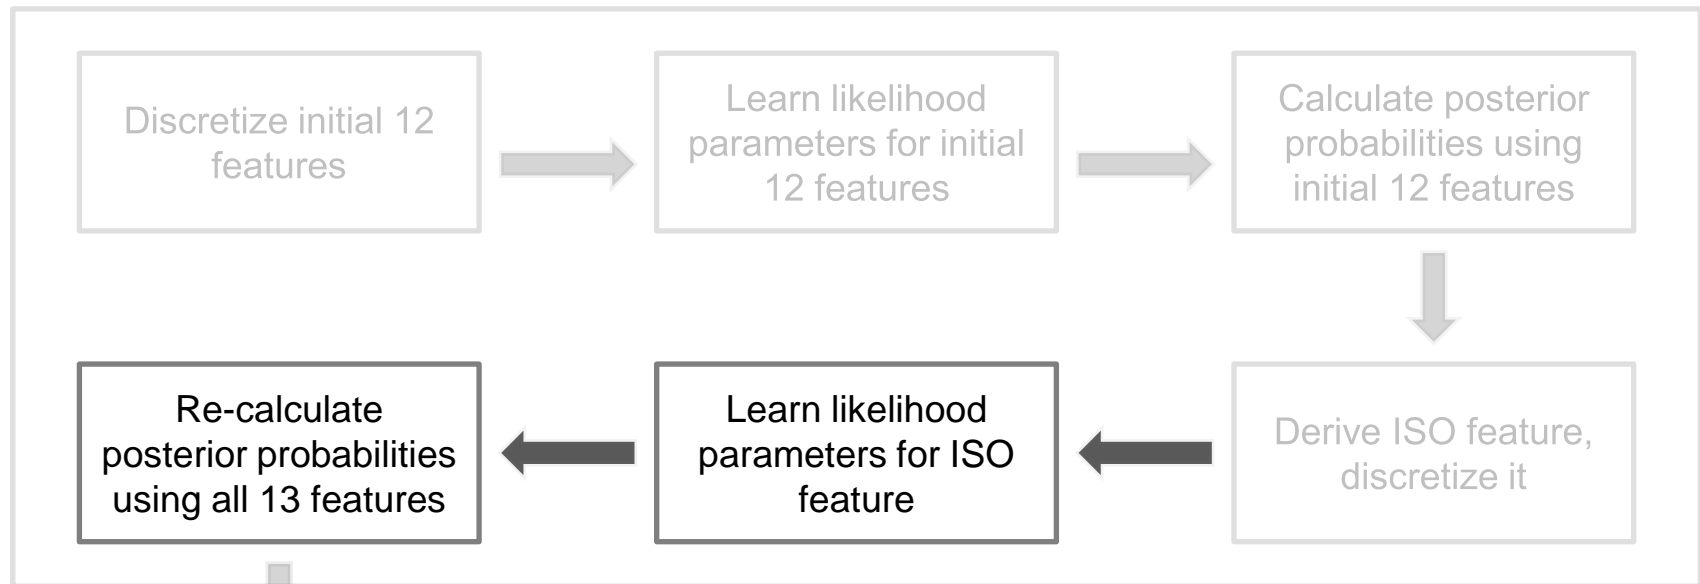 Discretize initial 12
features
Learn likelihood
parameters for initial
12 features
Calculate posterior
probabilities using
initial 12 features
Re-calculate
posterior probabilities
using all 13 features
Learn likelihood
parameters for ISO
feature
Derive ISO feature,
discretize it